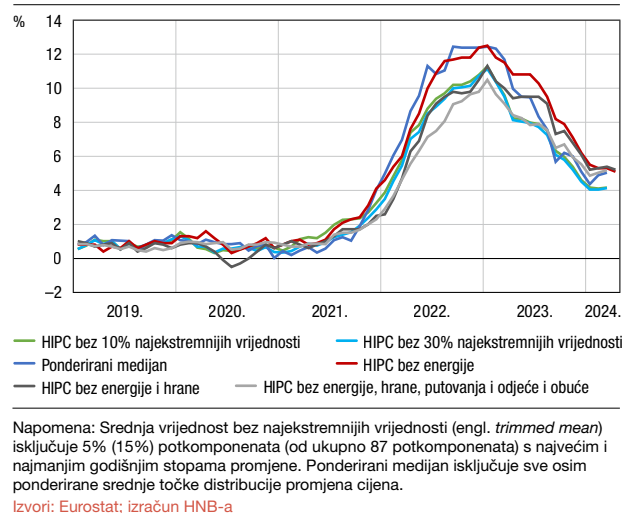 %
14
12
10
8
6
4
2
0
–2
2019. 2020. 2021. 2022. 2023. 2024.
HIPC bez 10% najekstremnijih vrijednosti HIPC bez 30% najekstremnijih vrijednosti
Ponderirani medijan HIPC bez energije
HIPC bez energije i hrane HIPC bez energije, hrane, putovanja i odjeće i obuće
Napomena: Srednja vrijednost bez najekstremnijih vrijednosti (engl. trimmed mean)
isključuje 5% (15%) potkomponenata (od ukupno 87 potkomponenata) s najvećim i
najmanjim godišnjim stopama promjene. Ponderirani medijan isključuje sve osim
ponderirane srednje točke distribucije promjena cijena.
Izvori: Eurostat; izračun HNB-a